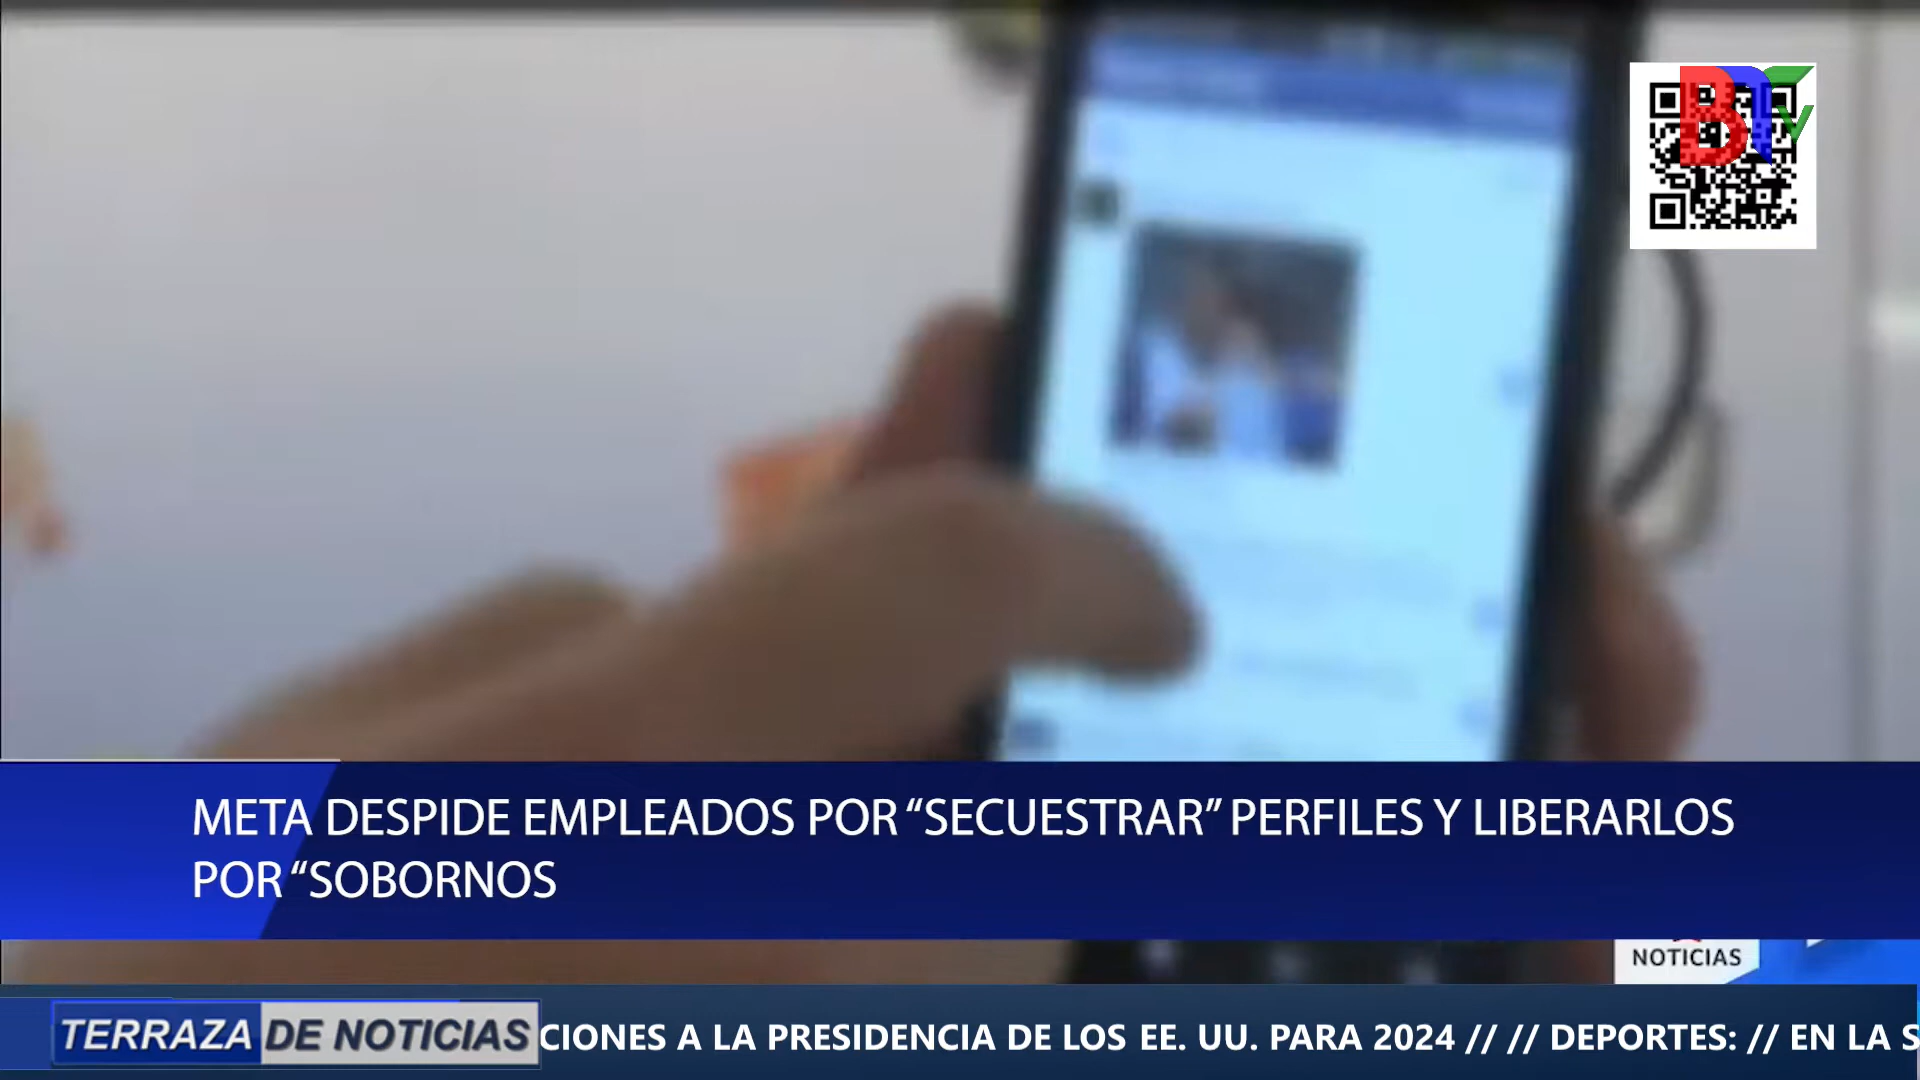 BTV
META DESPIDE EMPLEADOS POR “SECUESTRAR” PERFILES Y LIBERARLOS
POR “SOBORNOS
NOTICIAS
TERRAZA DE NOTICIAS
CIONES A LA PRESIDENCIA DE LOS EE. UU. PARA 2024 // // DEPORTES: // EN LA S